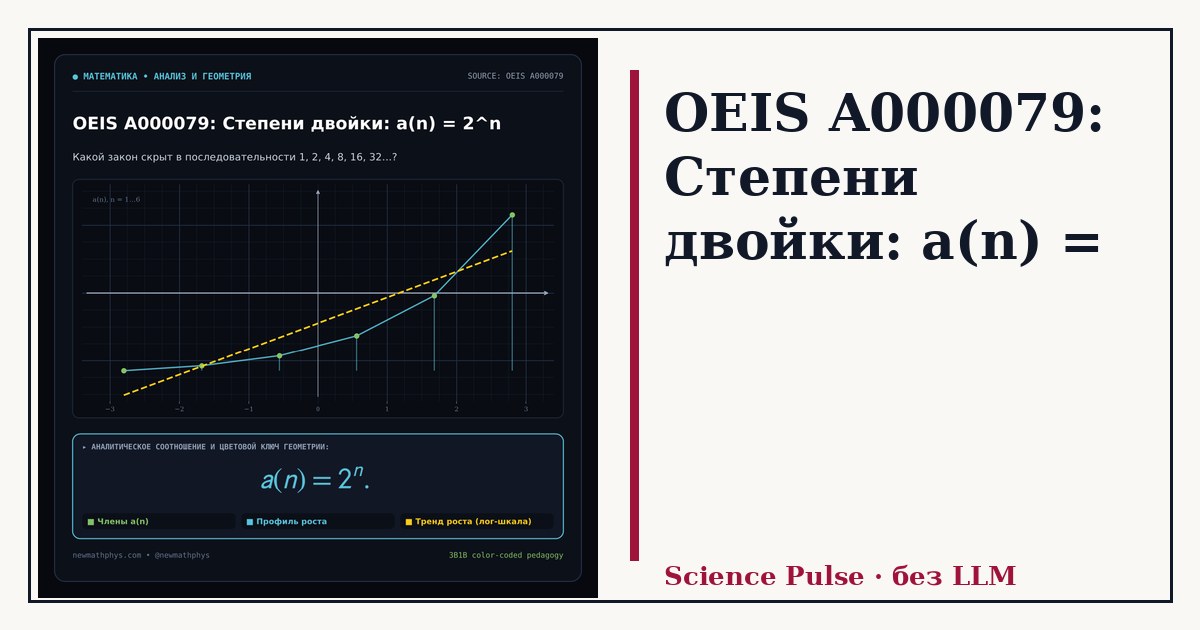 ● МАТЕМАТИКА • АНАЛИЗ И ГЕОМЕТРИЯ
SOURCE: OEIS A000079
OEIS A000079: Степени двойки: a(n) = 2^n
Какой закон скрыт в последовательности 1, 2, 4, 8, 16, 32...?
a(n), n = 1...6
−3 −2 −1 0 1 2 3
▸ АНАЛИТИЧЕСКОЕ СООТНОШЕНИЕ И ЦВЕТОВОЙ КЛЮЧ ГЕОМЕТРИИ:
a(n) = 2ⁿ.
■ Члены a(n)
■ Профиль роста
■ Тренд роста (лог-шкала)
newmathphys.com • @newmathphys
3B1B color-coded pedagogy
OEIS A000079:
Степени
двойки: a(n) =
Science Pulse · без LLM